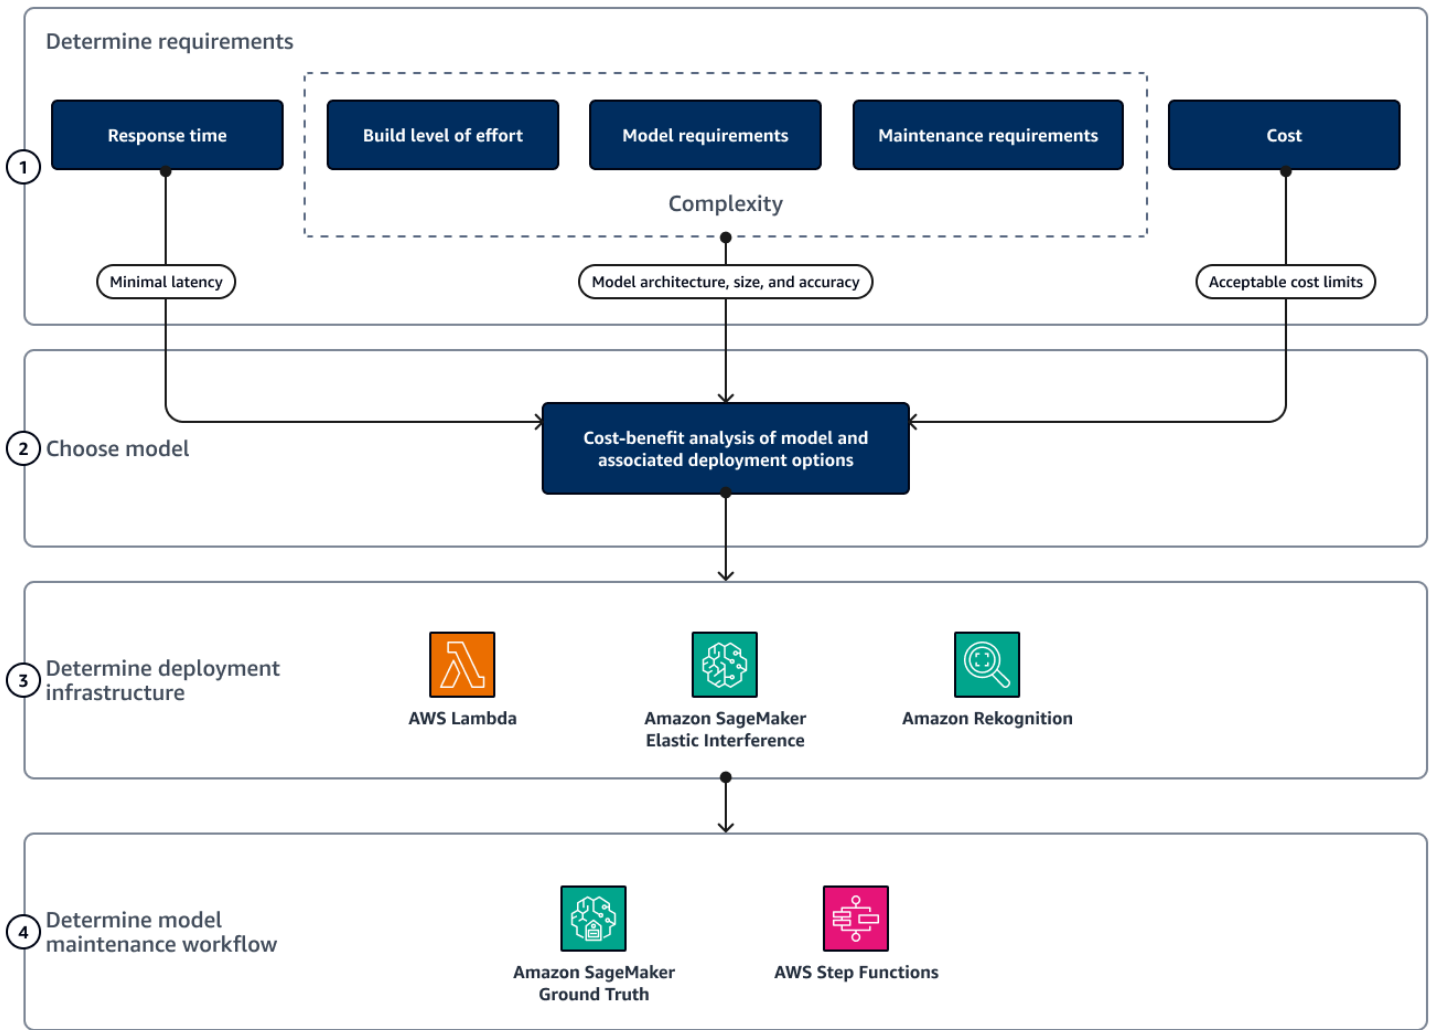 Determine requirements
Response time
Build level of effort
Model requirements
Maintenance requirements
Cost
1
Complexity
Minimal latency
Model architecture, size, and accuracy
Acceptable cost limits
2
Choose model
Cost-benefit analysis of model and
associated deployment options
3
Determine deployment
infrastructure
AWS Lambda
Amazon SageMaker
Elastic Interference
Amazon Rekognition
4
Determine model
maintenance workflow
Amazon SageMaker
Ground Truth
AWS Step Functions